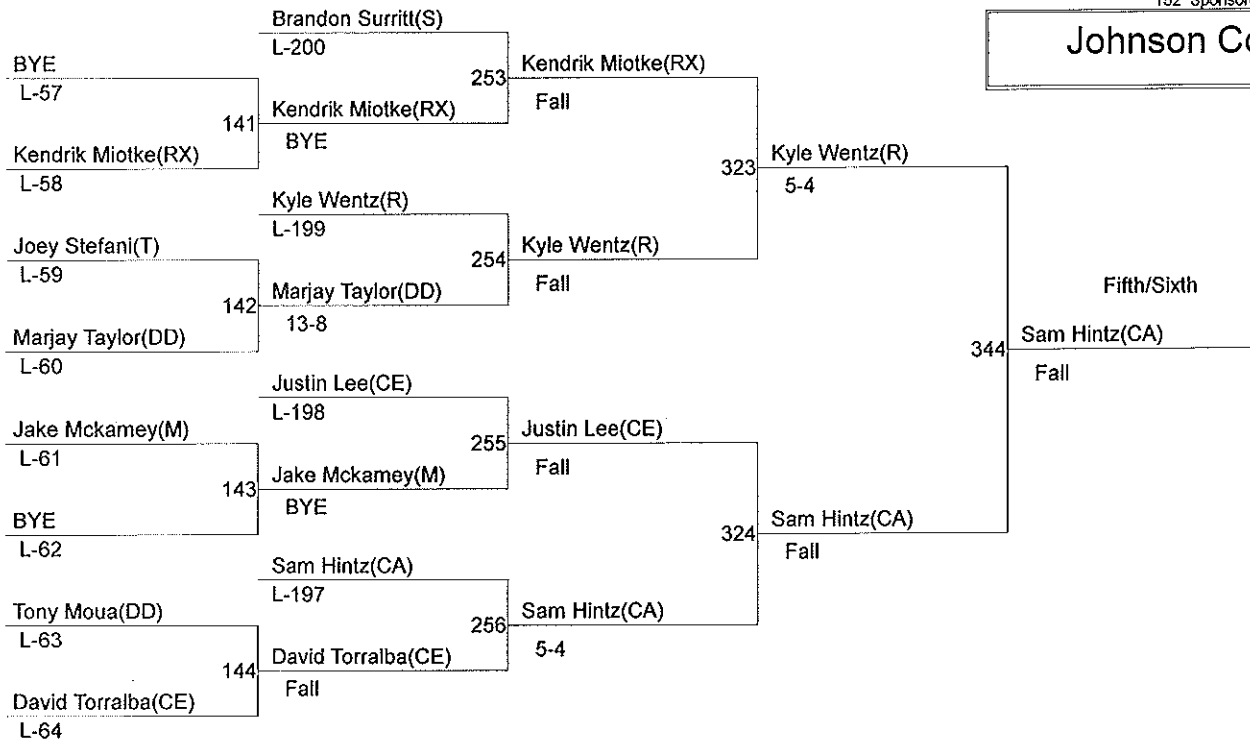 152 Sponsor
Johnson Co
Brandon Surritt(S)
L-200
BYE
L-57
253
Kendrik Miotke(RX)
Fall
141
Kendrik Miotke(RX)
BYE
Kendrik Miotke(RX)
L-58
323
Kyle Wentz(R)
5-4
Kyle Wentz(R)
L-199
Joey Stefani(T)
L-59
254
Kyle Wentz(R)
Fall
142
Marjay Taylor(DD)
13-8
Fifth/Sixth
Marjay Taylor(DD)
L-60
344
Sam Hintz(CA)
Fall
Justin Lee(CE)
L-198
Jake Mckamey(M)
L-61
255
Justin Lee(CE)
Fall
143
Jake Mckamey(M)
BYE
BYE
L-62
324
Sam Hintz(CA)
Fall
Sam Hintz(CA)
L-197
Tony Moua(DD)
L-63
256
Sam Hintz(CA)
5-4
144
David Torralba(CE)
Fall
David Torralba(CE)
L-64